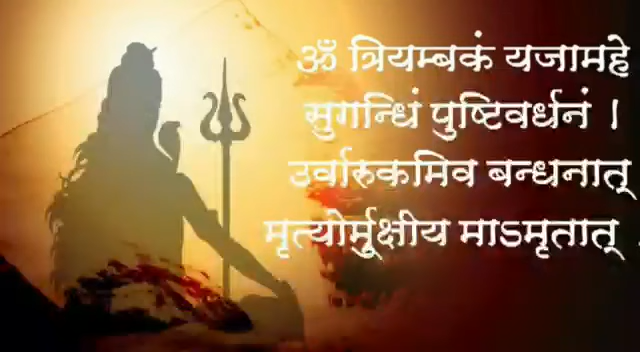 ॐ त्रियम्बकं यजामहे
सुगन्धिं पुष्टिवर्धनं ।
उर्वारुकमिव बन्धनात्
मृत्योर्मुक्षीय माऽमृतात्